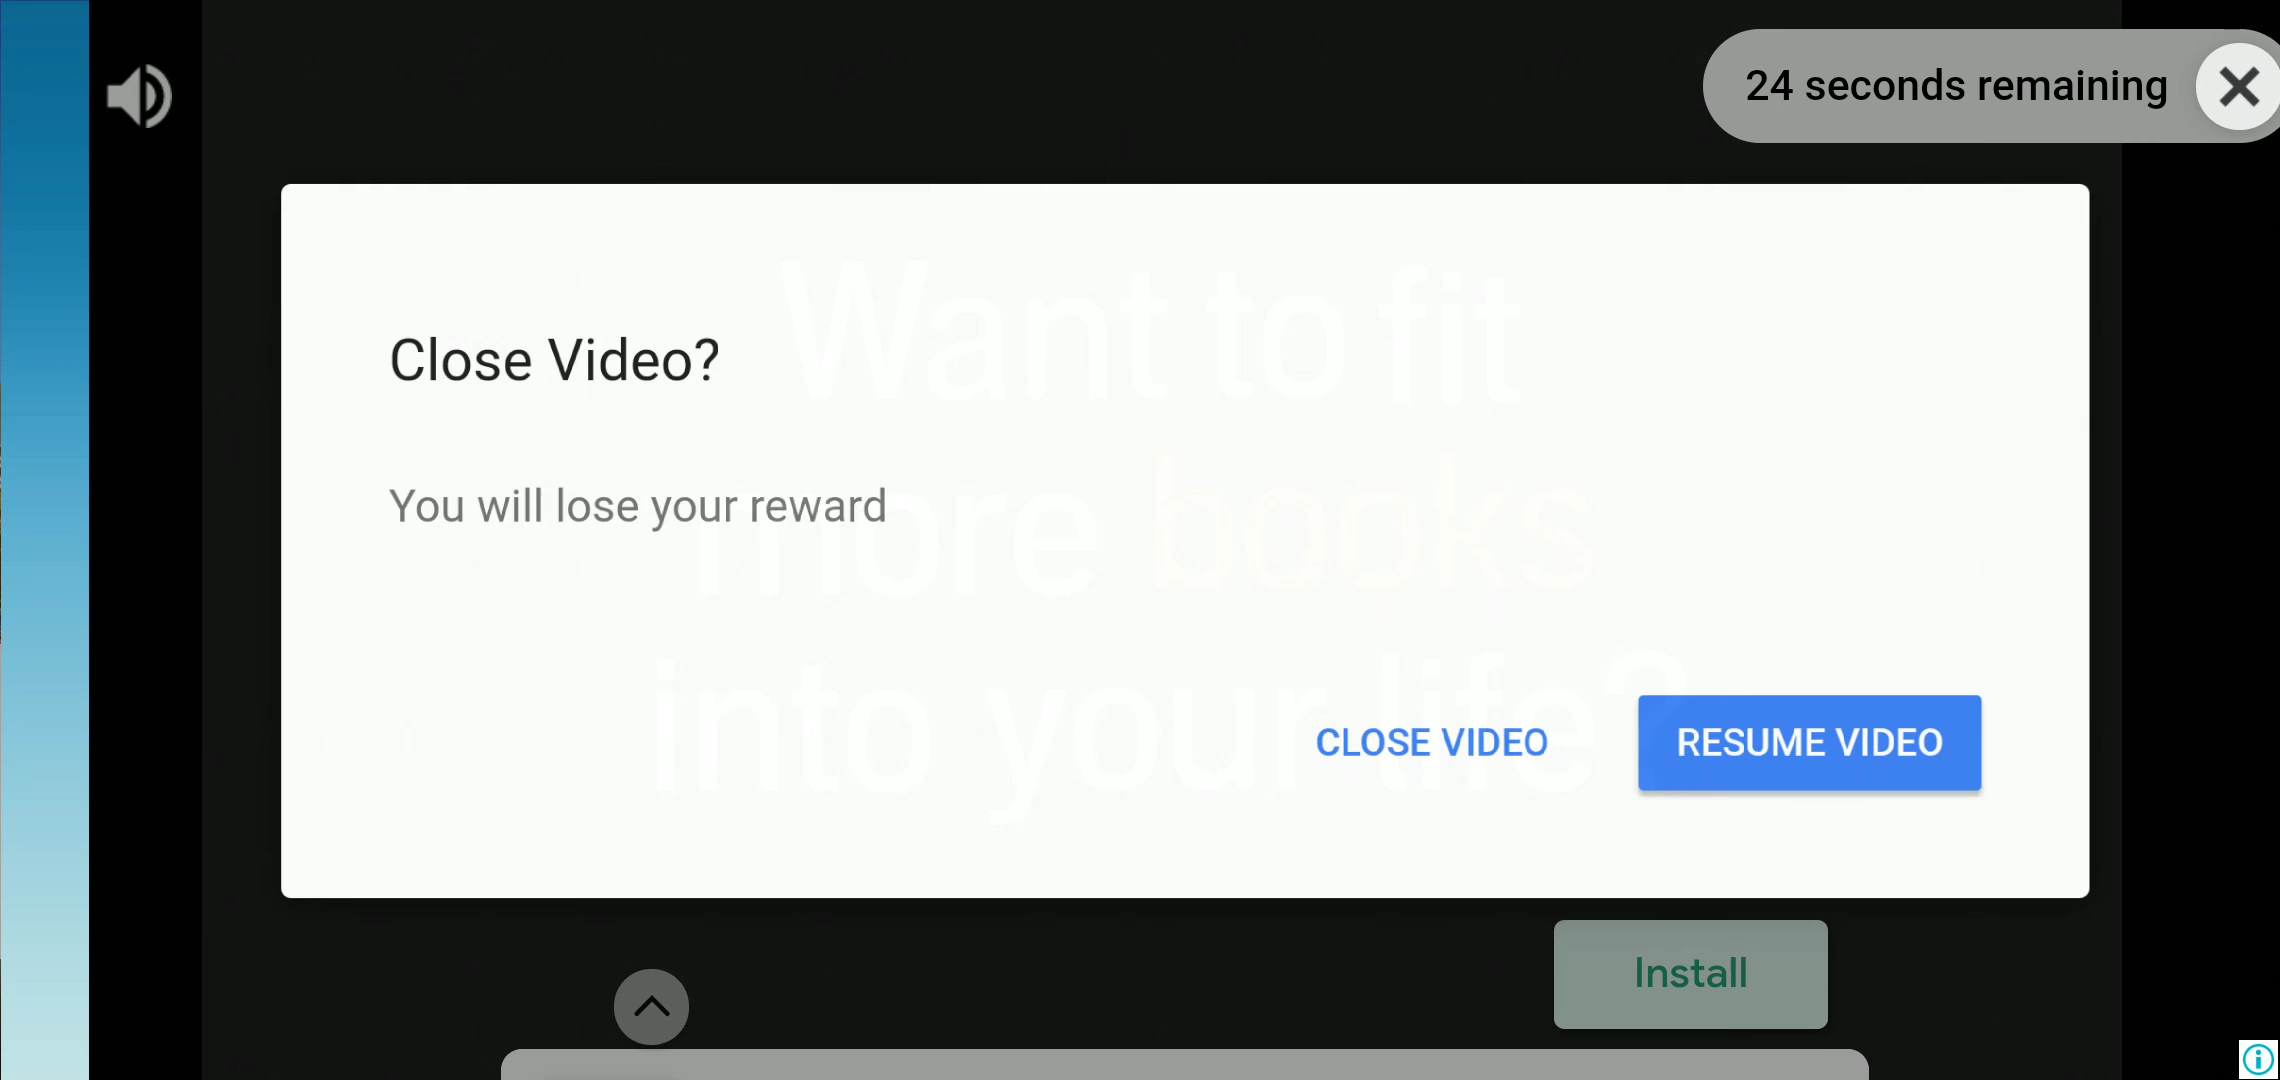 24 seconds remaining
Want to fit
Close Video?
more books
You will lose your reward
into your life?
CLOSE VIDEO
RESUME VIDEO
Install